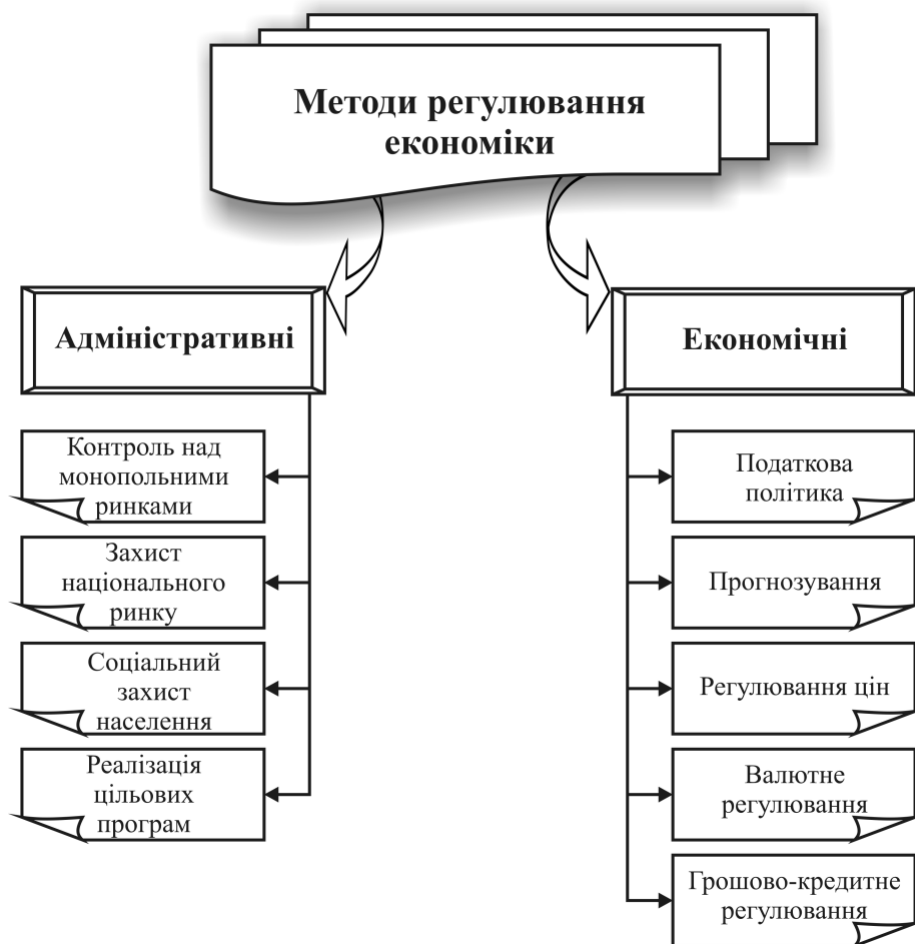 Методи регулювання
економіки
Адміністративні
Контроль над
монопольними
ринками
Захист
національного
ринку
Соціальний
захист
населення
Реалізація
цільових
програм
Економічні
Податкова
політика
Прогнозування
Регулювання цін
Валютне
регулювання
Грошово-кредитне
регулювання